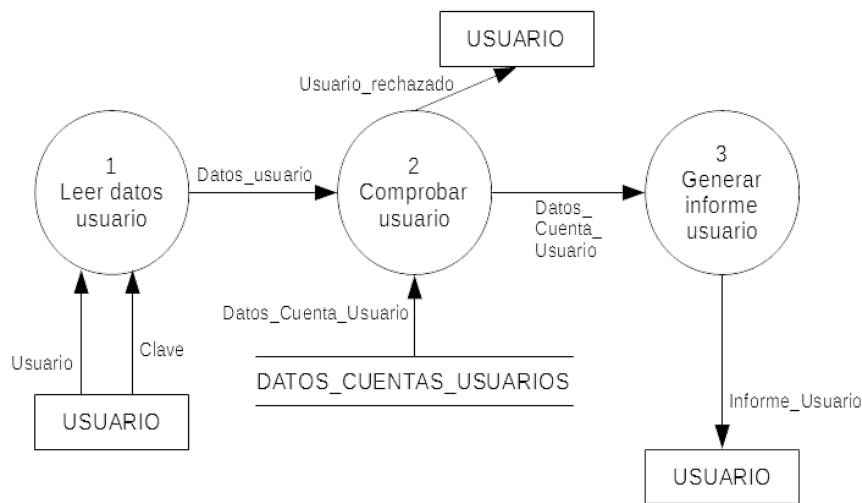 USUARIO
Usuario_rechazado
1
Leer datos
usuario
Datos_usuario
2
Comprobar
usuario
Datos_
Cuenta_
Usuario
3
Generar
informe
usuario
Usuario
Clave
Datos_Cuenta_Usuario
DATOS_CUENTAS_USUARIOS
USUARIO
Informe_Usuario
USUARIO